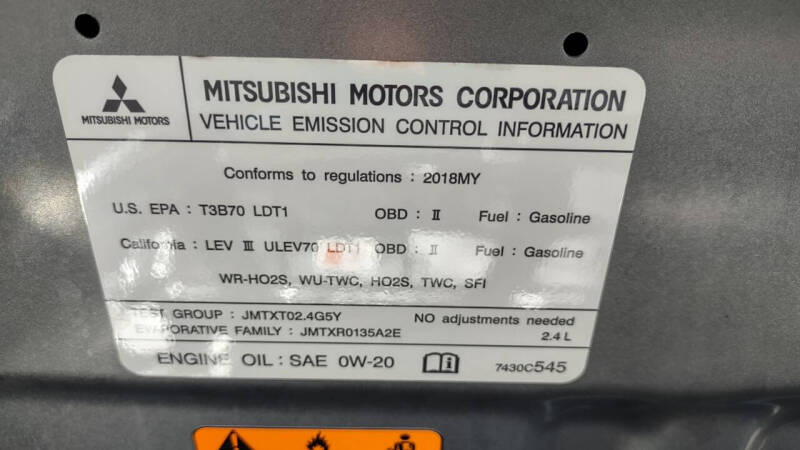 MITSUBISHI MOTORS
MITSUBISHI MOTORS CORPORATION
VEHICLE EMISSION CONTROL INFORMATION
Conforms to regulations : 2018MY
U.S. EPA : T3B70 LDT1 OBD : II Fuel : Gasoline
California : LEV III ULEV70 LDT1 OBD : II Fuel : Gasoline
WR-HO2S, WU-TWC, HO2S, TWC, SFI
TEST GROUP : JMTXT02.4G5Y NO adjustments needed
EVAPORATIVE FAMILY : JMTXR0135A2E 2.4 L
ENGINE OIL : SAE 0W-20 7430C545